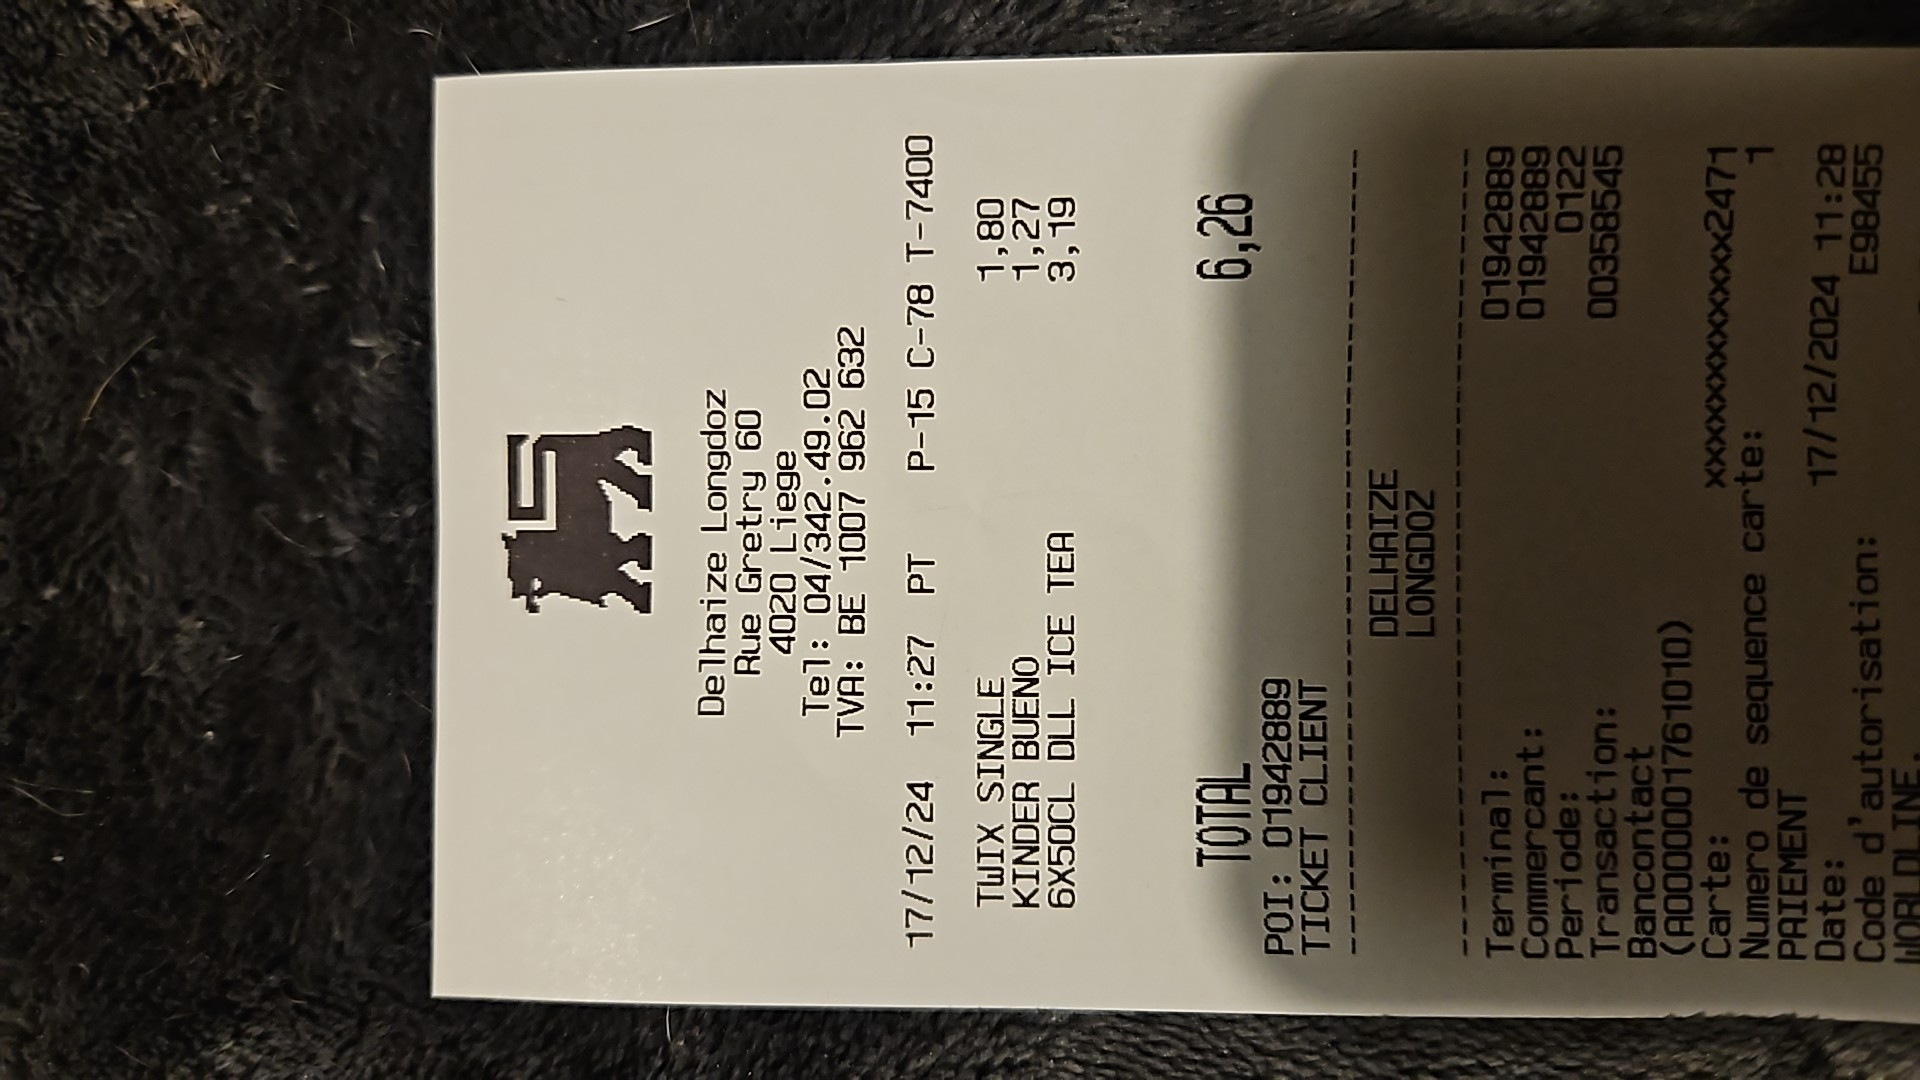 Delhaize Longdoz
Rue Gretry 60
4020 Liege
Tel: 04/342.49.02
TVA: BE 1007 962 632
17/12/24 11:27 PT P-15 C-78 T-7400
TWIX SINGLE 1,80
KINDER BUENO 1,27
6X50CL DLL ICE TEA 3,19
TOTAL 6,26
POI: 01942889
TICKET CLIENT
--------------------------------
DELHAIZE
LONGDOZ
--------------------------------
Terminal: 01942889
Commercant: 01942889
Periode: 0122
Transaction: 00358545
Bancontact
(A0000001761010)
Carte: xxxxxxxxxxxxx2471
Numero de sequence carte: 1
PAIEMENT
Date: 17/12/2024 11:28
Code d'autorisation: E98455
WORLDLINE.